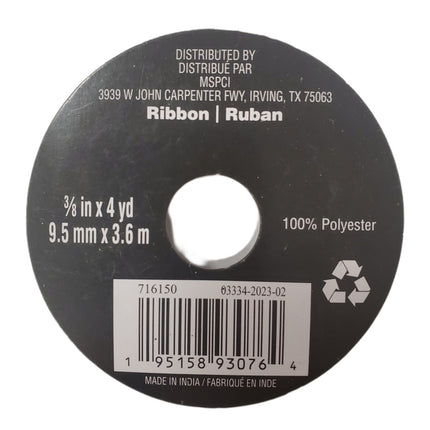 DISTRIBUTED BY
DISTRIBUÉ PAR
MSPCI
3939 W JOHN CARPENTER FWY, IRVING, TX 75063
Ribbon | Ruban
3/8 in x 4 yd
9.5 mm x 3.6 m
100% Polyester
716150 03334-2023-02
1 95158 93076 4
MADE IN INDIA / FABRIQUÉ EN INDE